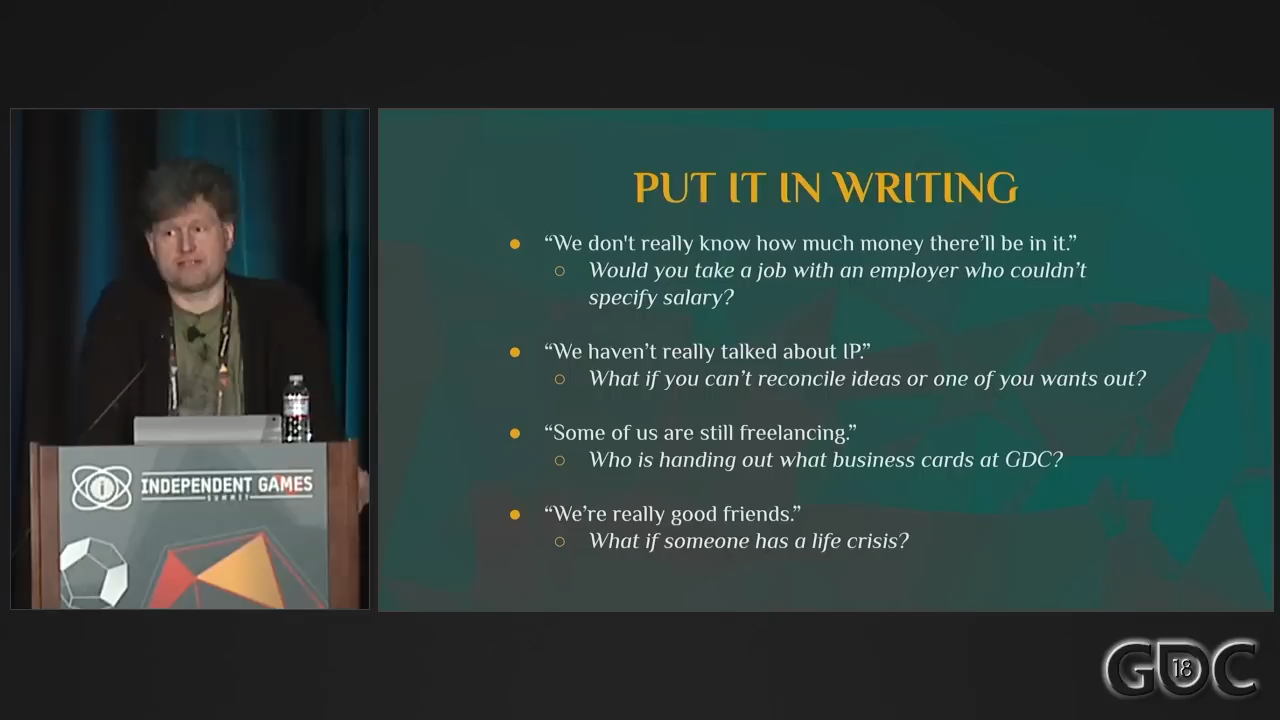 PUT IT IN WRITING
● “We don't really know how much money there’ll be in it.”
○ Would you take a job with an employer who couldn’t
specify salary?
● “We haven’t really talked about IP.”
○ What if you can’t reconcile ideas or one of you wants out?
● “Some of us are still freelancing.”
○ Who is handing out what business cards at GDC?
● “We’re really good friends.”
○ What if someone has a life crisis?
i
INDEPENDENT GAMES
SUMMIT
GDC
18